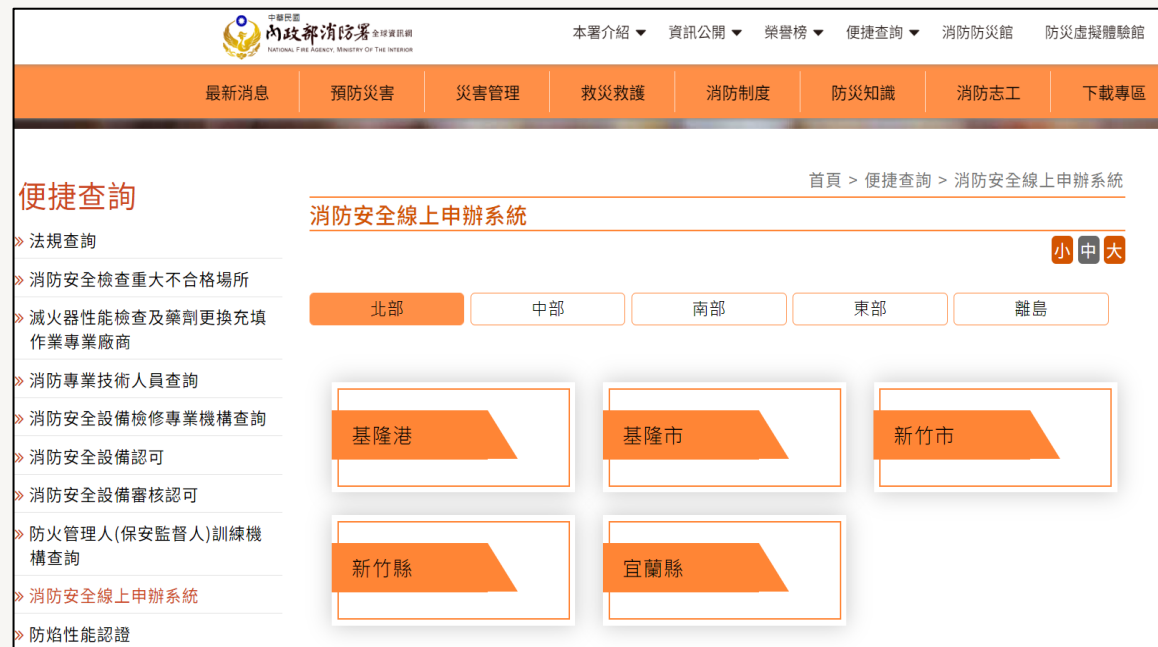 中華民國
內政部消防署全球資訊網
NATIONAL FIRE AGENCY, MINISTRY OF THE INTERIOR
本署介紹 ▼ 資訊公開 ▼ 榮譽榜 ▼ 便捷查詢 ▼ 消防防災館 防災虛擬體驗館
最新消息 預防災害 災害管理 救災救護 消防制度 防災知識 消防志工 下載專區
首頁 > 便捷查詢 > 消防安全線上申辦系統
便捷查詢
» 法規查詢
» 消防安全檢查重大不合格場所
» 滅火器性能檢查及藥劑更換充填
作業專業廠商
» 消防專業技術人員查詢
» 消防安全設備檢修專業機構查詢
» 消防安全設備認可
» 消防安全設備審核認可
» 防火管理人(保安監督人)訓練機
構查詢
» 消防安全線上申辦系統
» 防焰性能認證
消防安全線上申辦系統
小 中 大
北部 中部 南部 東部 離島
基隆港 基隆市 新竹市
新竹縣 宜蘭縣